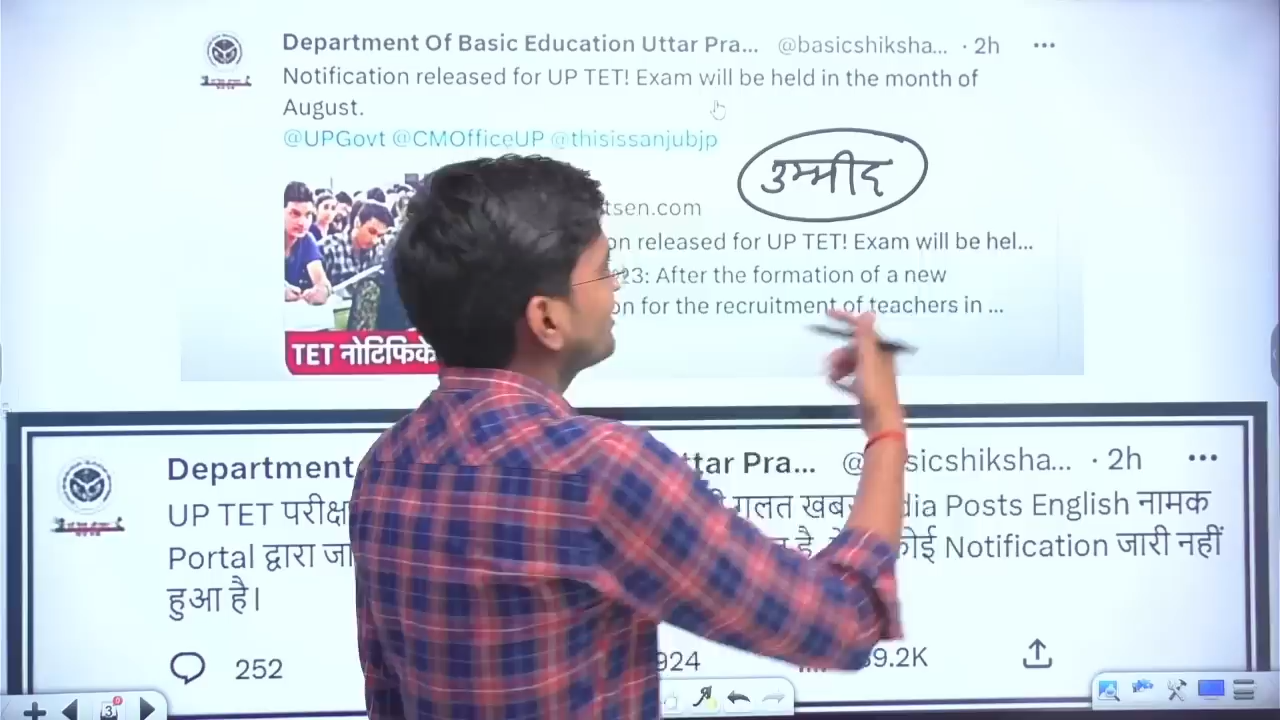 Department Of Basic Education Uttar Pra... @basicshiksha... · 2h
Notification released for UP TET! Exam will be held in the month of
August.
@UPGovt @CMOfficeUP @thisissanjubjp
उम्मीद
tsen.com
on released for UP TET! Exam will be hel...
23: After the formation of a new
on for the recruitment of teachers in ...
TET नोटिफिके
Department ttar Pra... @ sicshiksha... · 2h
UP TET परीक्ष गलत खबर dia Posts English नामक
Portal द्वारा जा है, कोई Notification जारी नहीं
हुआ है।
252 924 9.2K
3